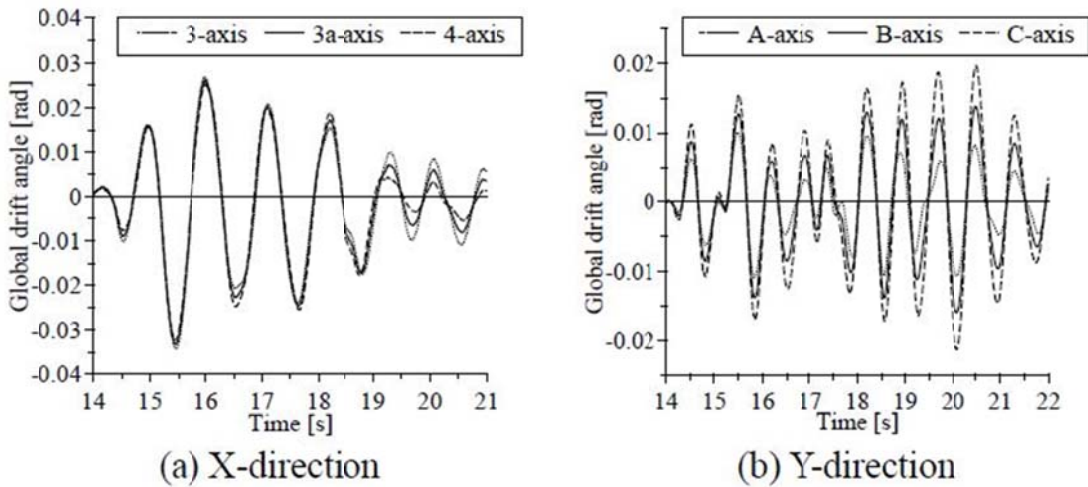 0.04
3-axis 3a-axis 4-axis
0.03
0.02
0.01
0
-0.01
-0.02
-0.03
-0.04
Global drift angle [rad]
14 15 16 17 18 19 20 21
Time [s]
(a) X-direction
A-axis B-axis C-axis
0.02
0.01
0
-0.01
-0.02
Global drift angle [rad]
14 15 16 17 18 19 20 21 22
Time [s]
(b) Y-direction